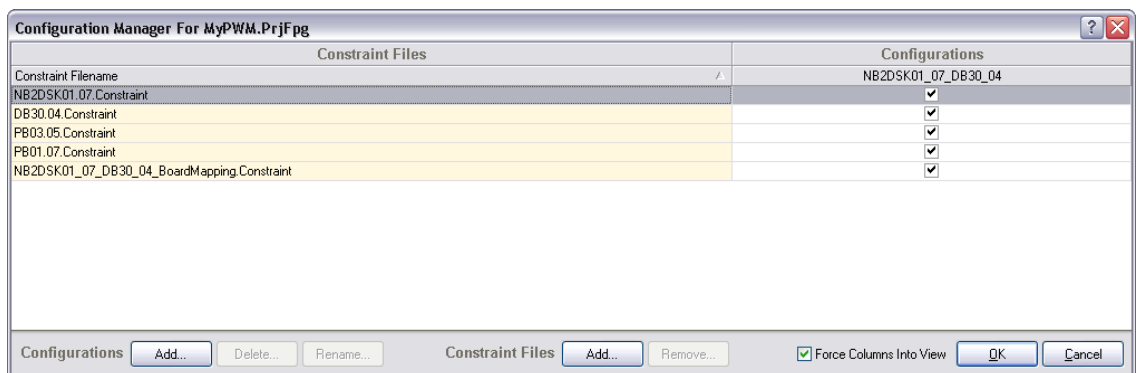 Configuration Manager For MyPWM.PrjFpg
Constraint Files Configurations
Constraint Filename NB2DSK01_07_DB30_04
NB2DSK01.07.Constraint
DB30.04.Constraint
PB03.05.Constraint
PB01.07.Constraint
NB2DSK01_07_DB30_04_BoardMapping.Constraint
Configurations Add... Delete... Rename... Constraint Files Add... Remove... Force Columns Into View OK Cancel